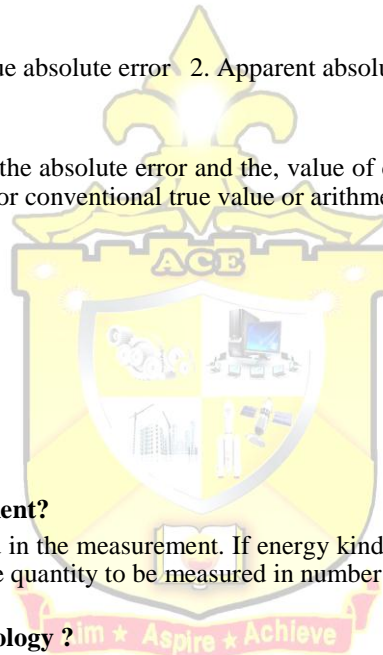 ue absolute error 2. Apparent absolu
the absolute error and the, value of
or conventional true value or arithme
ACE
ent?
in the measurement. If energy kind
e quantity to be measured in number
ology ?
Aim ★ Aspire ★ Achieve